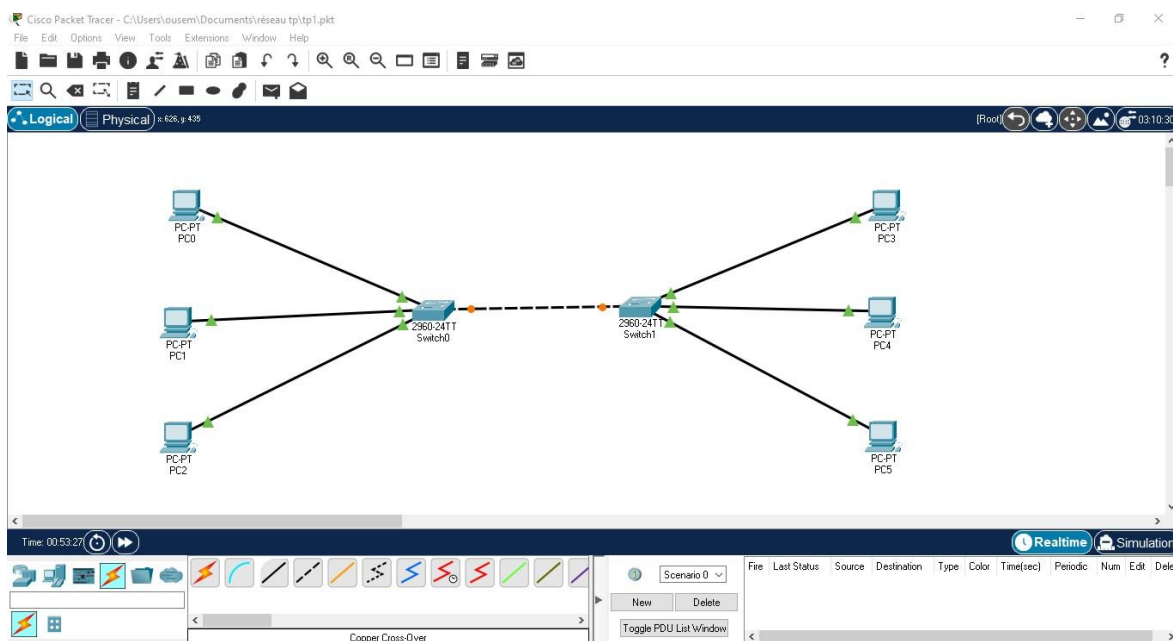 Cisco Packet Tracer - C:\Users\ousem\Documents\réseau tp\tp1.pkt
File Edit Options View Tools Extensions Window Help
?
Logical Physical x: 626, y: 435 [Root] 03:10:30
PC-PT
PC0
PC-PT
PC3
2960-24TT
Switch0
2960-24TT
Switch1
PC-PT
PC1
PC-PT
PC4
PC-PT
PC2
PC-PT
PC5
Time: 00:53:27 Realtime Simulation
Scenario 0 Fire Last Status Source Destination Type Color Time(sec) Periodic Num Edit Dele
New Delete
Toggle PDU List Window
Copper Cross-Over